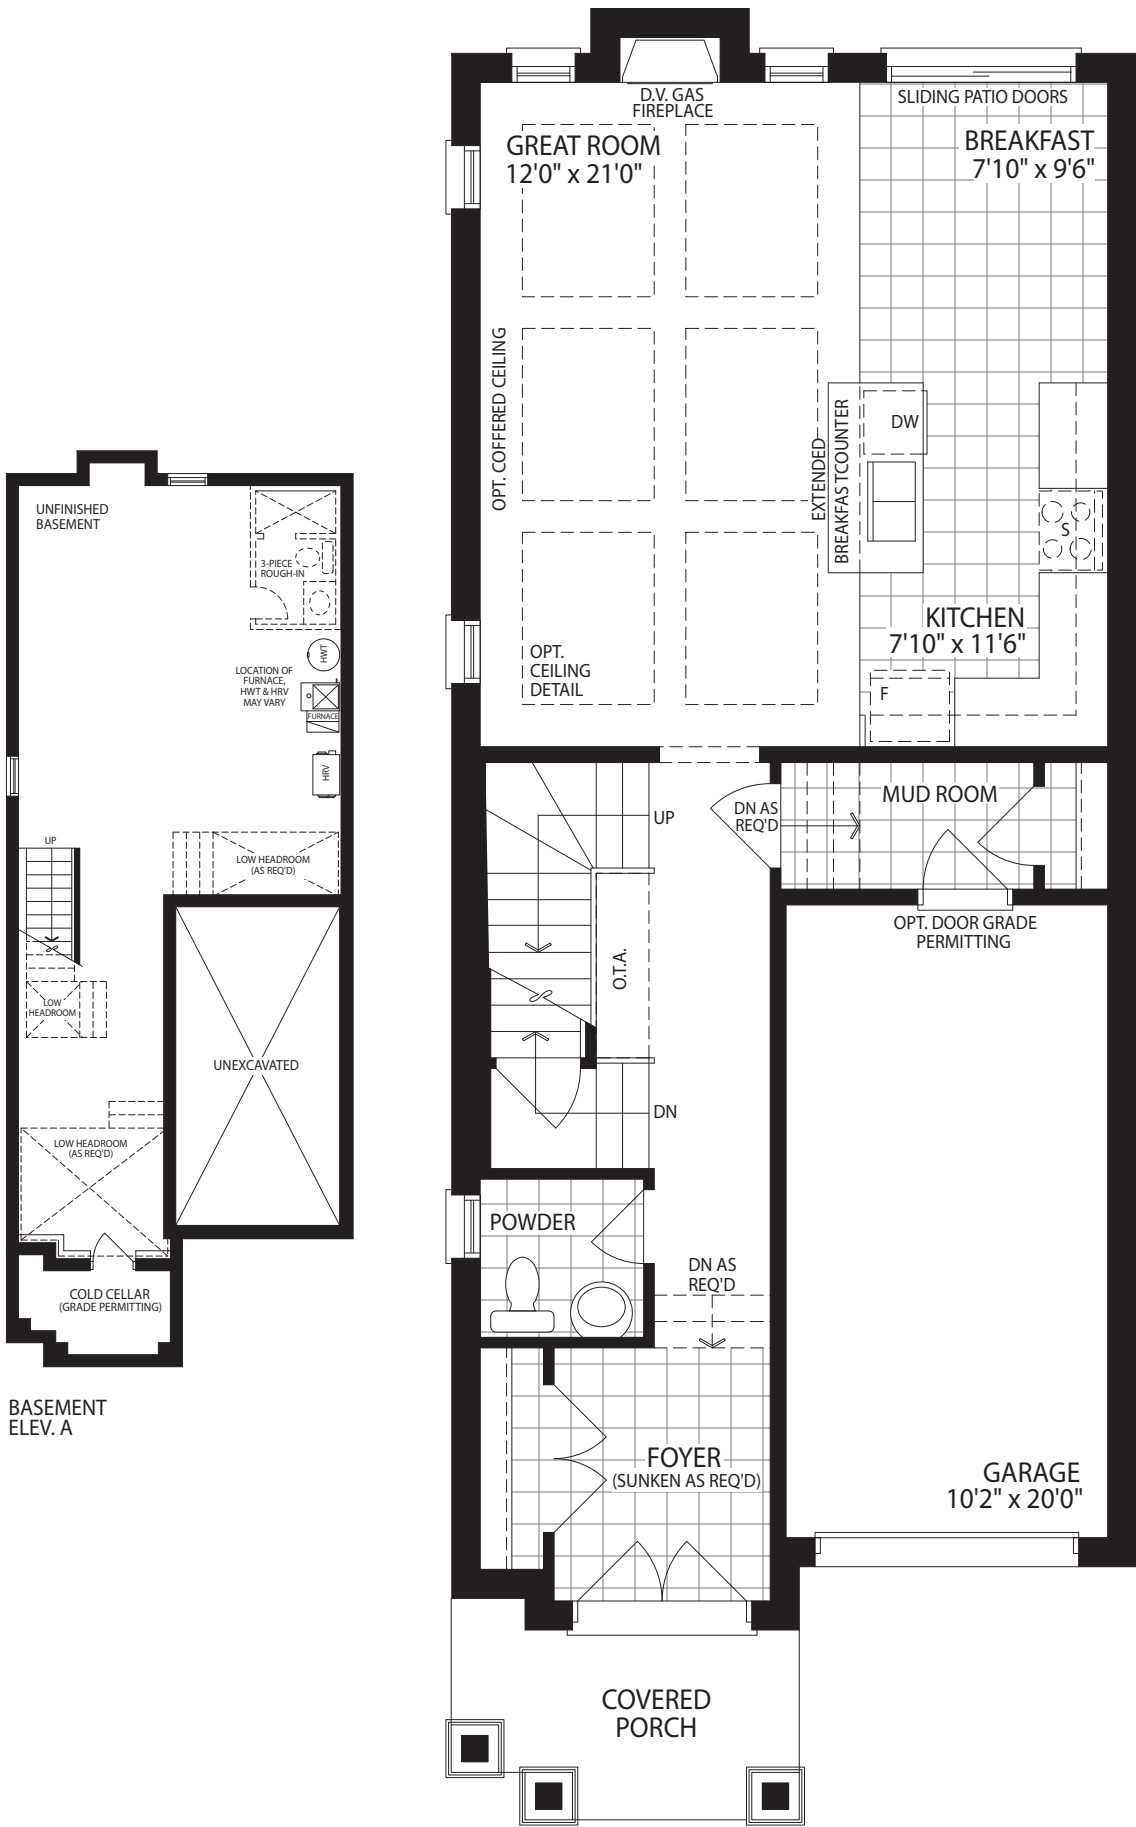 D.V. GAS
FIREPLACE
SLIDING PATIO DOORS
GREAT ROOM
12'0" x 21'0"
BREAKFAST
7'10" x 9'6"
OPT. COFFERED CEILING
EXTENDED
BREAKFASTCOUNTER
DW
S
KITCHEN
7'10" x 11'6"
F
OPT.
CEILING
DETAIL
UP
DN AS
REQ'D
MUD ROOM
OPT. DOOR GRADE
PERMITTING
O.T.A.
DN
POWDER
DN AS
REQ'D
FOYER
(SUNKEN AS REQ'D)
GARAGE
10'2" x 20'0"
COVERED
PORCH
UNFINISHED
BASEMENT
3-PIECE
ROUGH-IN
HWT
LOCATION OF
FURNACE,
HWT & HRV
MAY VARY
FURNACE
HRV
UP
LOW HEADROOM
(AS REQ'D)
LOW
HEADROOM
UNEXCAVATED
LOW HEADROOM
(AS REQ'D)
COLD CELLAR
(GRADE PERMITTING)
BASEMENT
ELEV. A